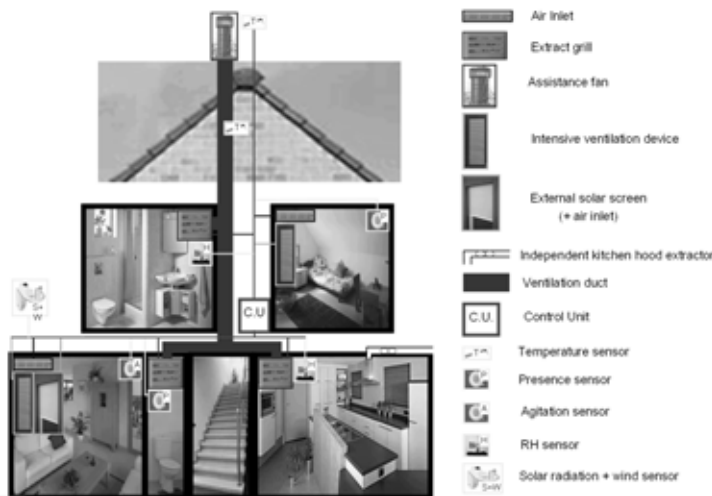 T
T
H
P
S+
W
C.U
A
P
H
Air Inlet
Extract grill
Assistance fan
Intensive ventilation device
External solar screen
(+ air inlet)
Independent kitchen hood extractor
Ventilation duct
C.U.
Control Unit
T
Temperature sensor
P
Presence sensor
A
Agitation sensor
H
RH sensor
S+W
Solar radiation + wind sensor